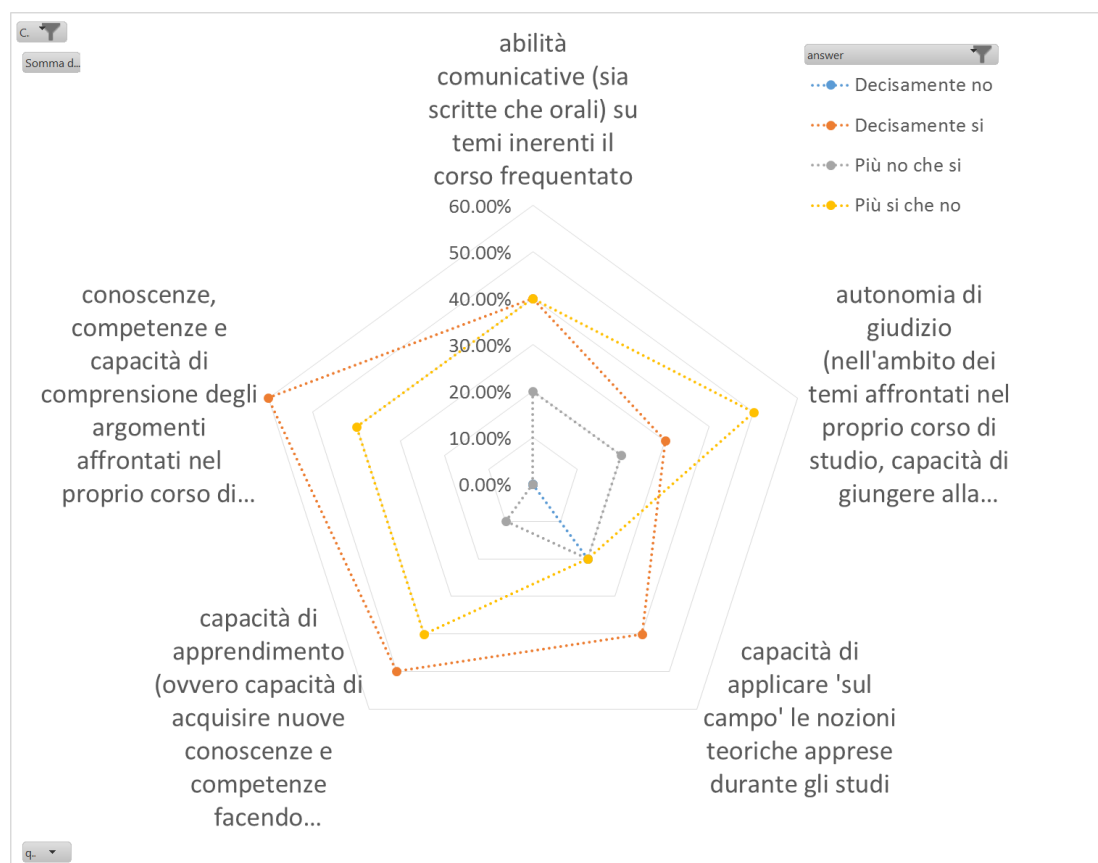 C.
Somma d...
answer
Decisamente no
Decisamente si
Più no che si
Più si che no
abilità
comunicative (sia
scritte che orali) su
temi inerenti il
corso frequentato
60.00%
50.00%
40.00%
30.00%
20.00%
10.00%
0.00%
conoscenze,
competenze e
capacità di
comprensione degli
argomenti
affrontati nel
proprio corso di...
autonomia di
giudizio
(nell'ambito dei
temi affrontati nel
proprio corso di
studio, capacità di
giungere alla...
capacità di
apprendimento
(ovvero capacità di
acquisire nuove
conoscenze e
competenze
facendo...
capacità di
applicare 'sul
campo' le nozioni
teoriche apprese
durante gli studi
q..